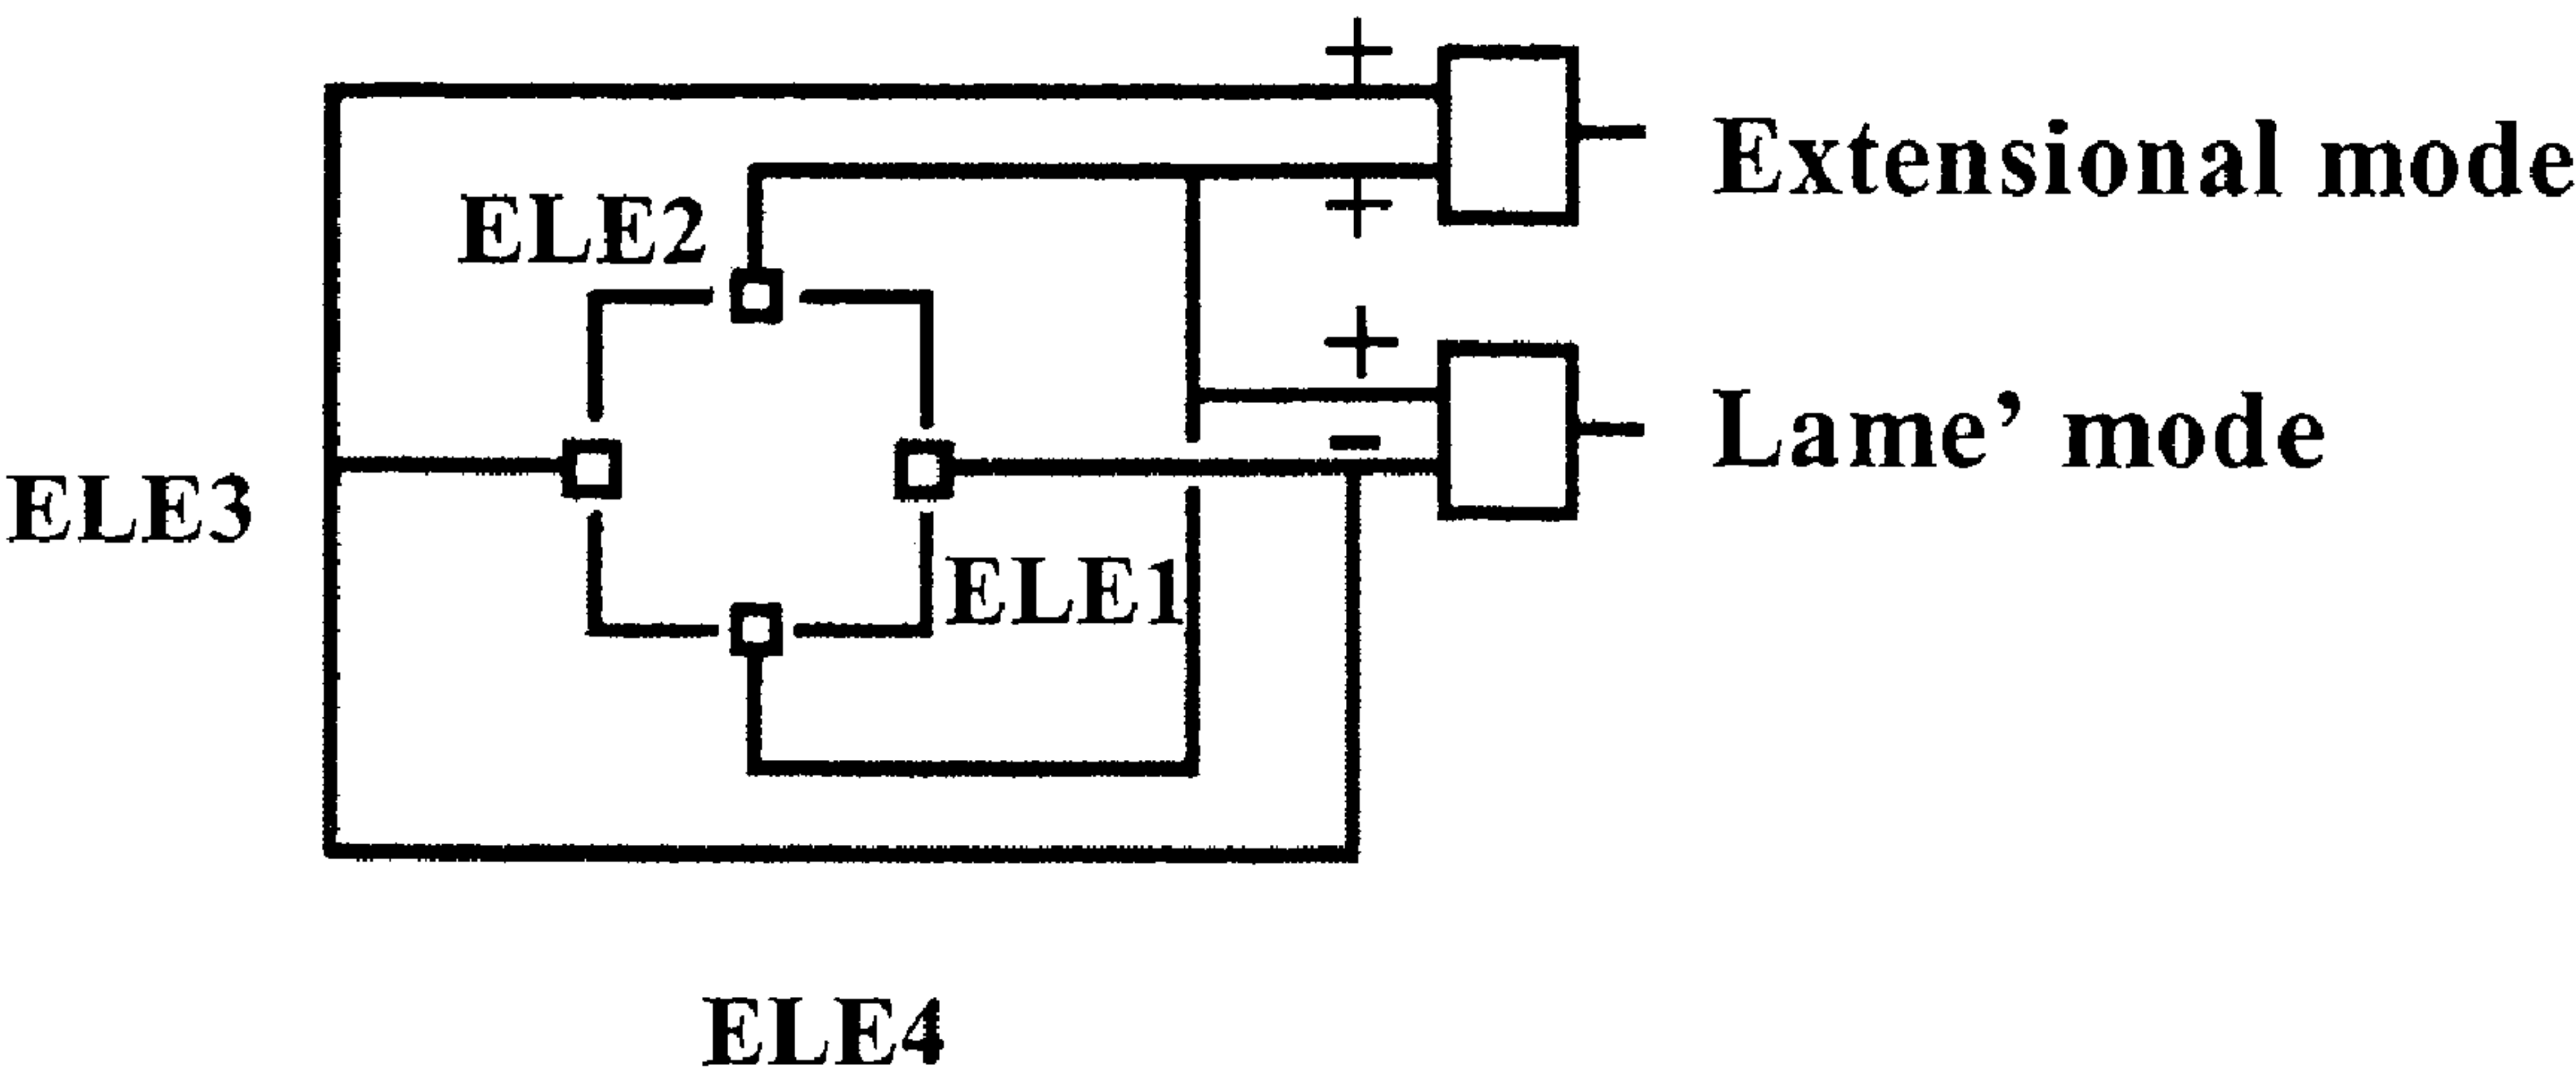 +
Extensional mode
+
ELE2
+
Lame’ mode
-
ELE3
ELE1
ELE4